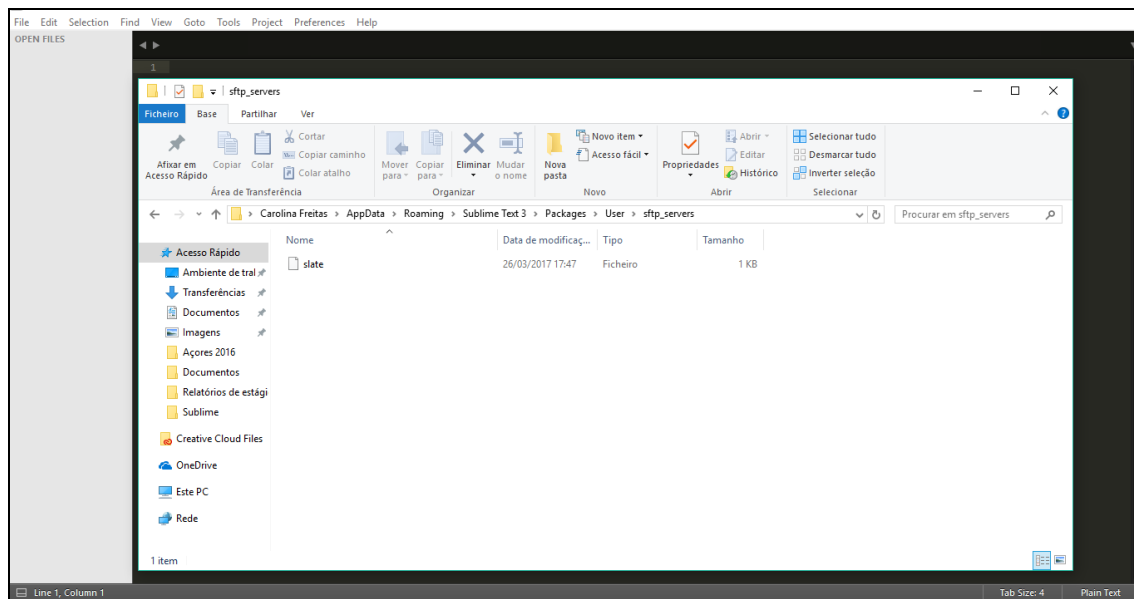 File Edit Selection Find View Goto Tools Project Preferences Help
OPEN FILES
1
sftp_servers
Ficheiro Base Partilhar Ver
Afixar em Acesso Rápido
Copiar
Colar
Cortar
Copiar caminho
Colar atalho
Mover para
Copiar para
Eliminar
Mudar o nome
Nova pasta
Novo item
Acesso fácil
Propriedades
Abrir
Editar
Histórico
Selecionar tudo
Desmarcar tudo
Inverter seleção
Área de Transferência Organizar Novo Abrir Selecionar
Carolina Freitas > AppData > Roaming > Sublime Text 3 > Packages > User > sftp_servers
Procurar em sftp_servers
Nome Data de modificaç... Tipo Tamanho
slate 26/03/2017 17:47 Ficheiro 1 KB
Acesso Rápido
Ambiente de tral
Transferências
Documentos
Imagens
Açores 2016
Documentos
Relatórios de estági
Sublime
Creative Cloud Files
OneDrive
Este PC
Rede
1 item
Line 1, Column 1 Tab Size: 4 Plain Text